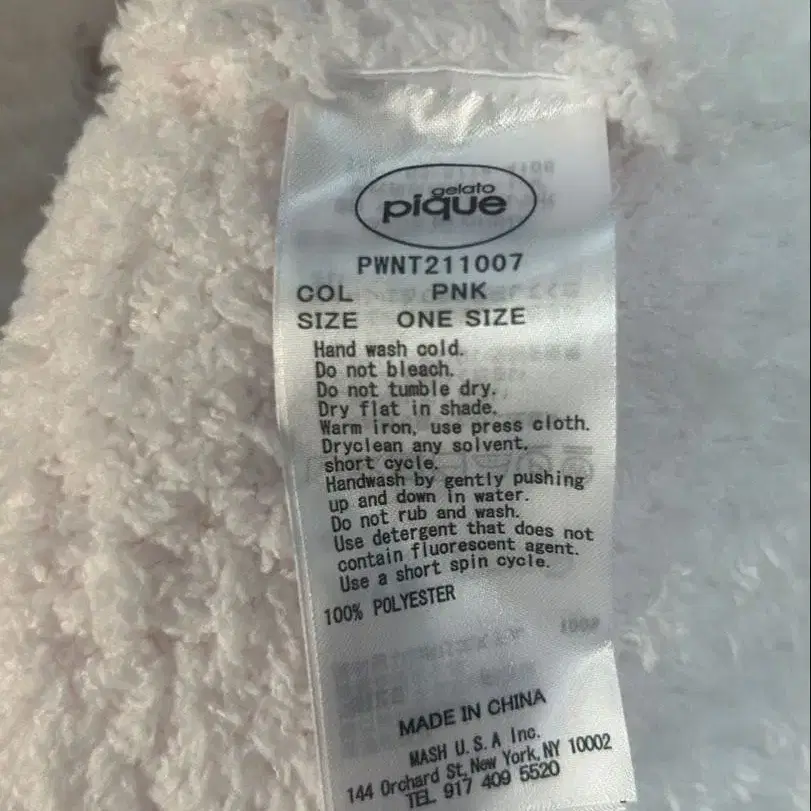 gelato
pique
PWNT211007
COL PNK
SIZE ONE SIZE
Hand wash cold.
Do not bleach.
Do not tumble dry.
Dry flat in shade.
Warm iron, use press cloth.
Dryclean any solvent.
short cycle.
Handwash by gently pushing
up and down in water.
Do not rub and wash.
Use detergent that does not
contain fluorescent agent.
Use a short spin cycle.
100% POLYESTER
MADE IN CHINA
MASH U.S.A Inc.
144 Orchard St, New York, NY 10002
TEL 917 409 5520